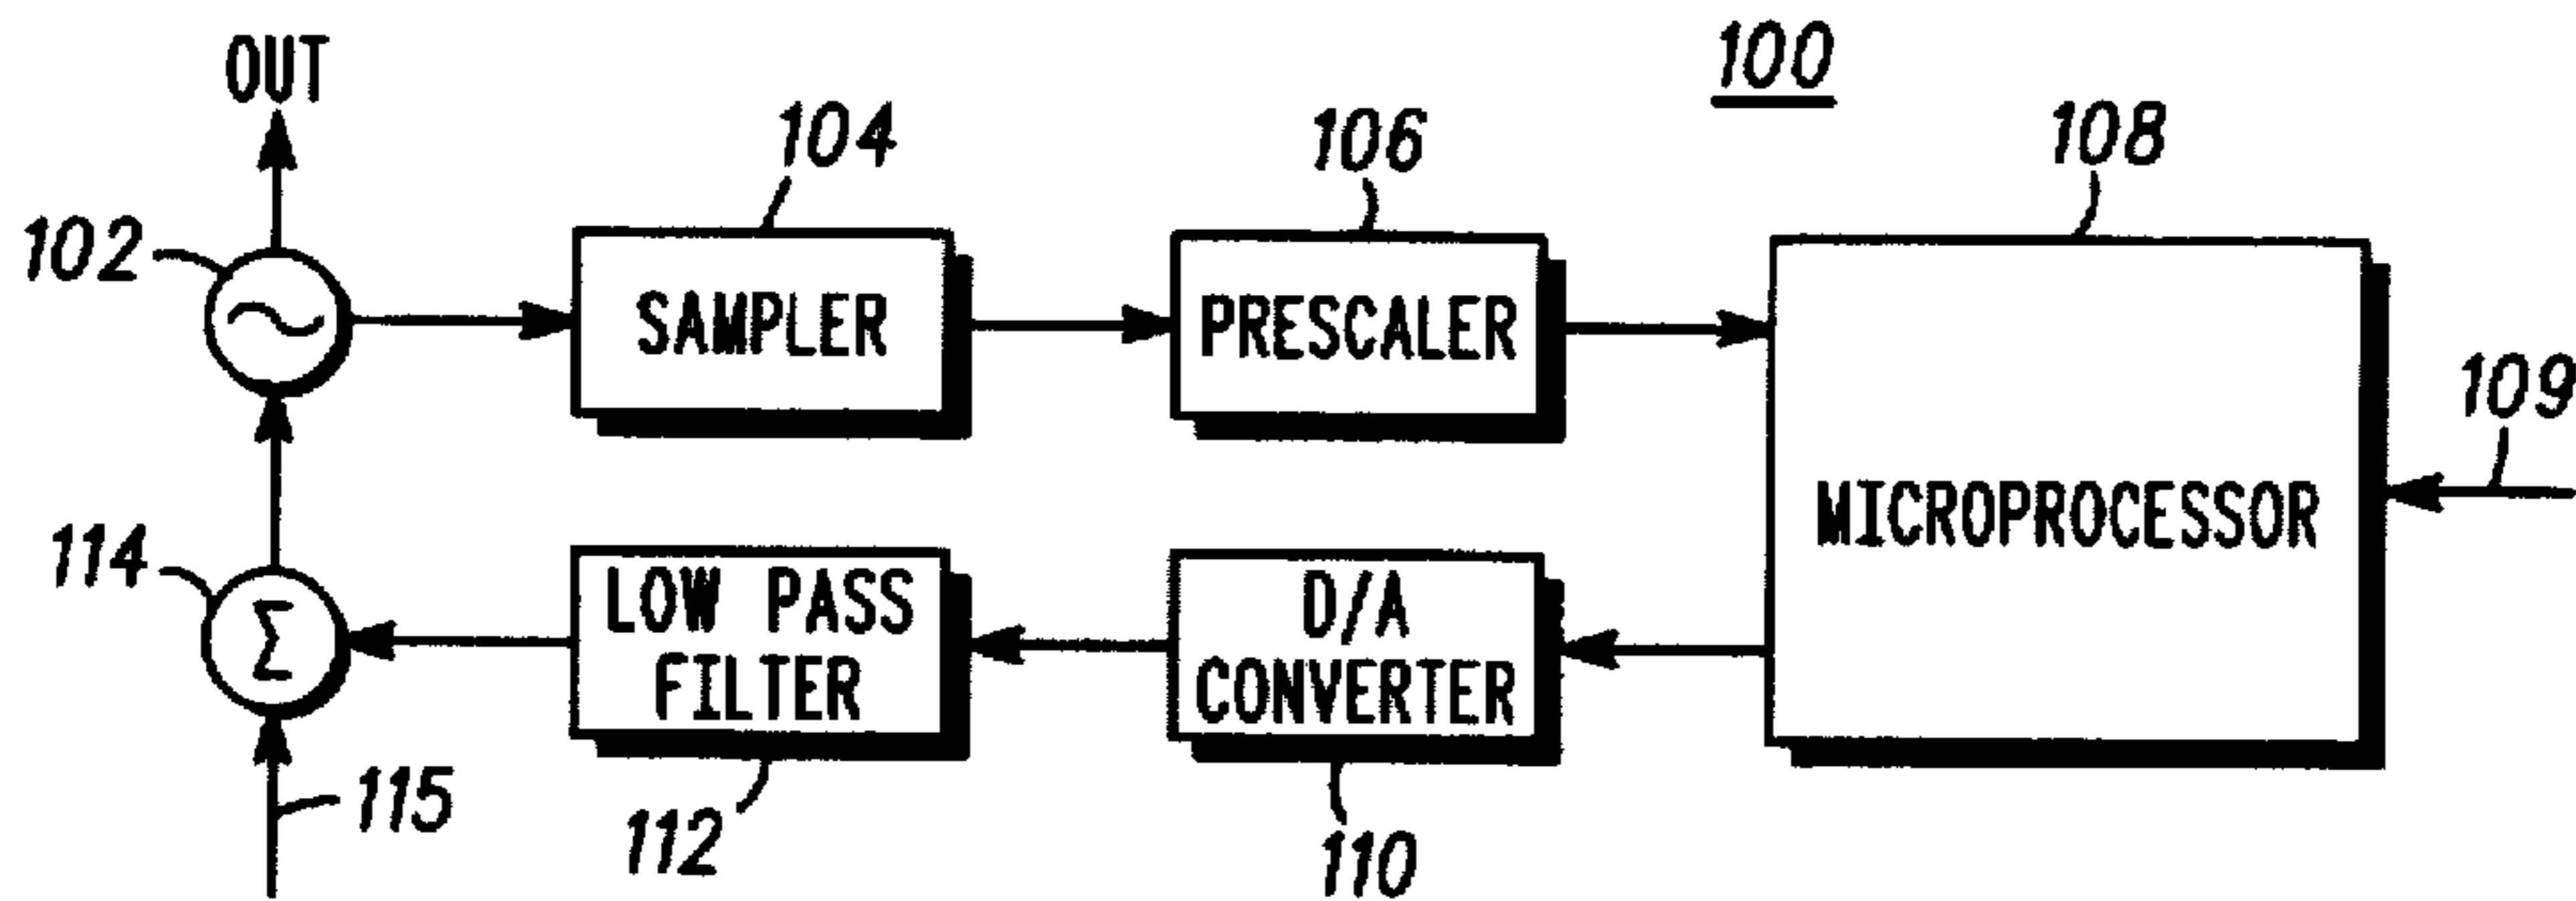 OUT
100
102
104
106
108
SAMPLER
PRESCALER
MICROPROCESSOR
109
114
Σ
LOW PASS
FILTER
D/A
CONVERTER
115
112
110